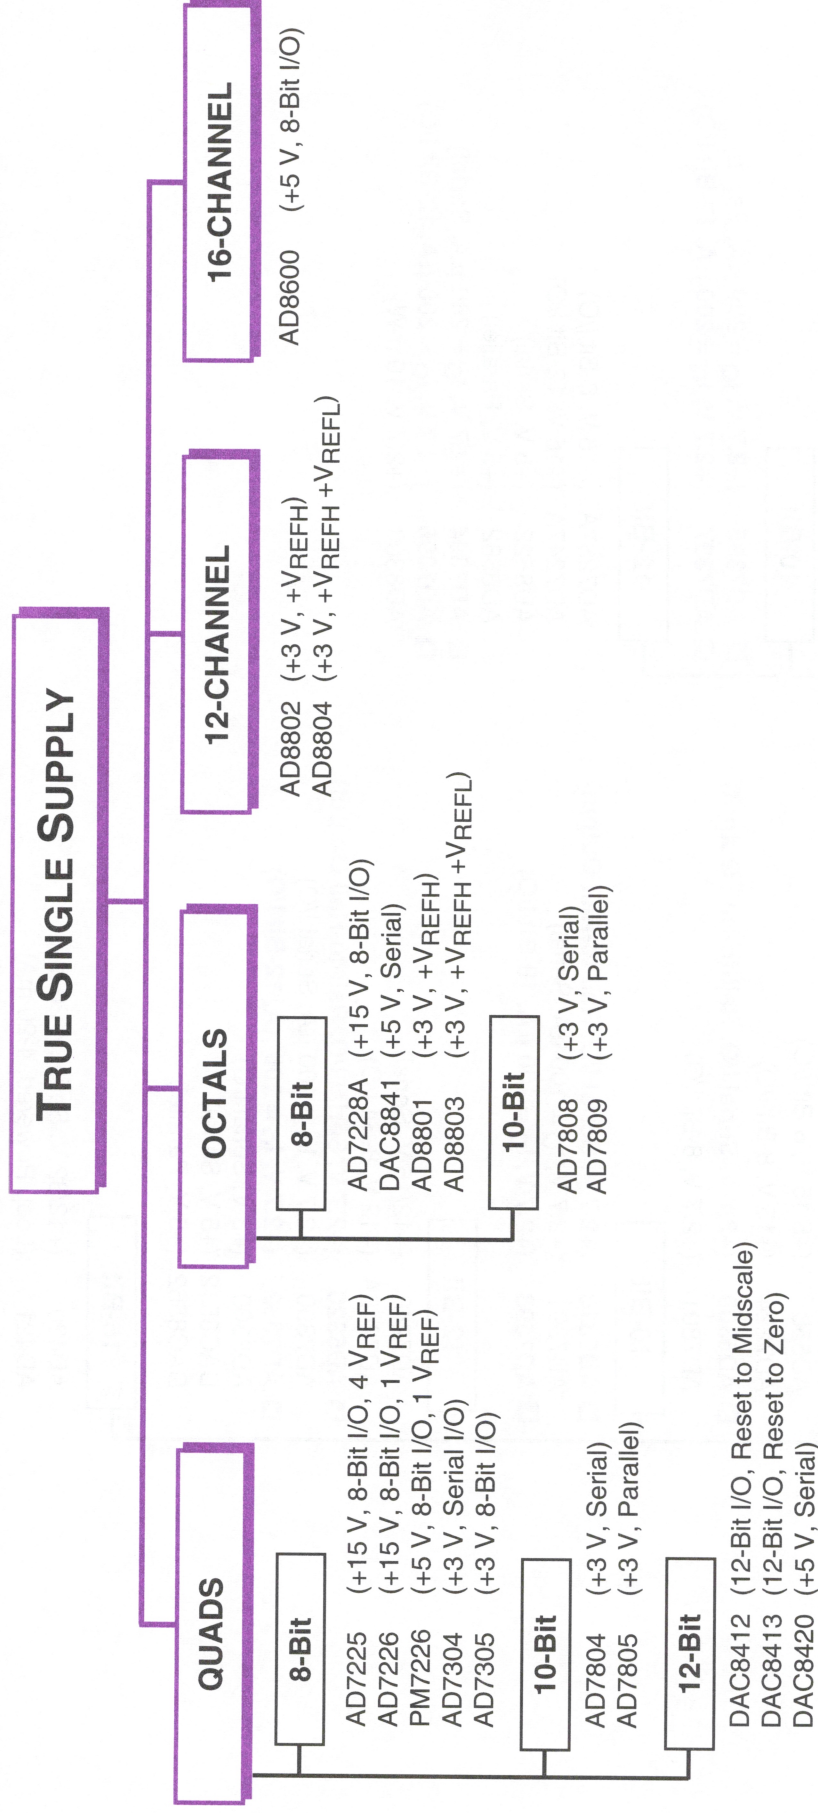 TRUE SINGLE SUPPLY
QUADS
8-Bit
AD7225 (+15 V, 8-Bit I/O, 4 VREF)
AD7226 (+15 V, 8-Bit I/O, 1 VREF)
PM7226 (+5 V, 8-Bit I/O, 1 VREF)
AD7304 (+3 V, Serial I/O)
AD7305 (+3 V, 8-Bit I/O)
10-Bit
AD7804 (+3 V, Serial)
AD7805 (+3 V, Parallel)
12-Bit
DAC8412 (12-Bit I/O, Reset to Midscale)
DAC8413 (12-Bit I/O, Reset to Zero)
DAC8420 (+5 V, Serial)
OCTALS
8-Bit
AD7228A (+15 V, 8-Bit I/O)
DAC8841 (+5 V, Serial)
AD8801 (+3 V, +VREFH)
AD8803 (+3 V, +VREFH +VREFL)
10-Bit
AD7808 (+3 V, Serial)
AD7809 (+3 V, Parallel)
12-CHANNEL
AD8802 (+3 V, +VREFH)
AD8804 (+3 V, +VREFH +VREFL)
16-CHANNEL
AD8600 (+5 V, 8-Bit I/O)